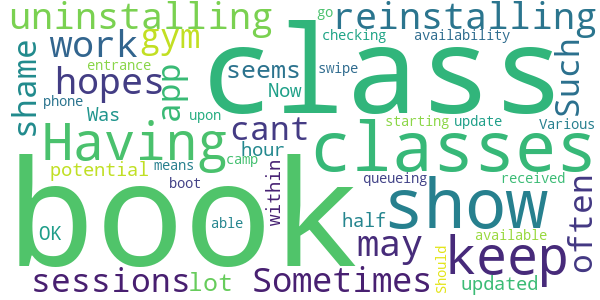 uninstalling
go
reinstalling
work
gym
class
checking
availability
shame
hopes
entrance
app
seems
swipe
Such
phone
Was
upon
Now
cant
starting
update
Various
Having
hour
classes
book
potential
means
camp
boot
within
queueing
received
show
often
OK
able
half
may
keep
available
sessions
lot
Sometimes
Should
updated